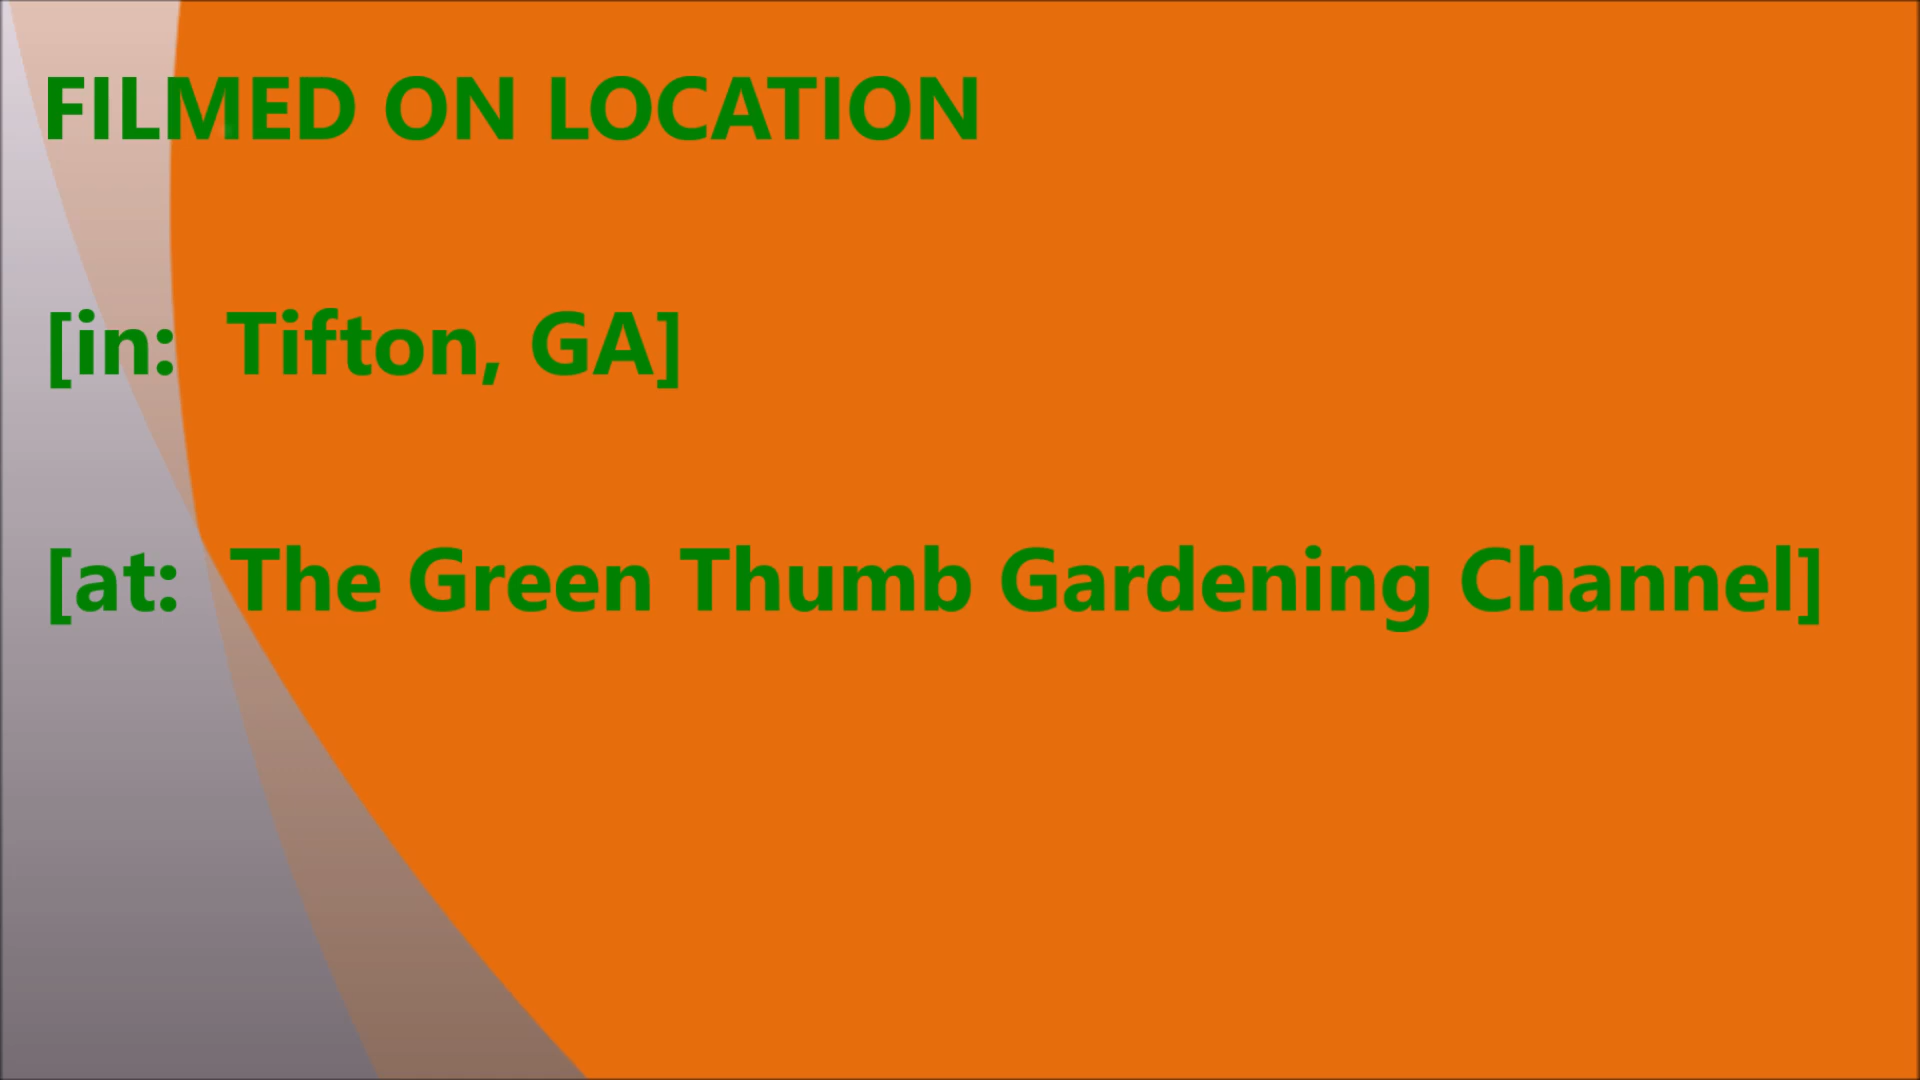 FILMED ON LOCATION
[in:  Tifton, GA]
[at:  The Green Thumb Gardening Channel]